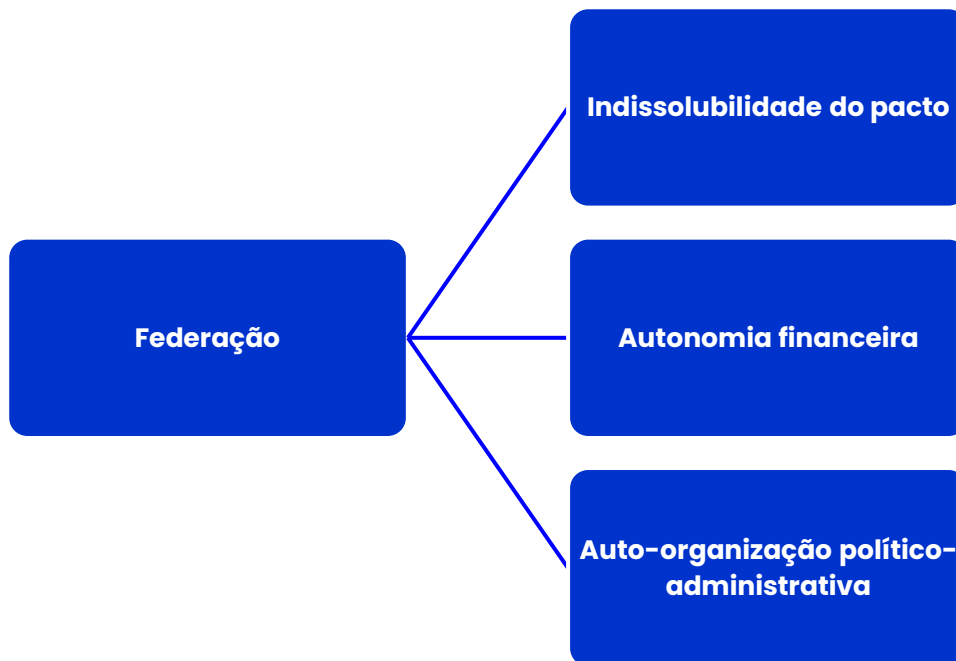 Indissolubilidade do pacto
Federação
Autonomia financeira
Auto-organização político-
administrativa